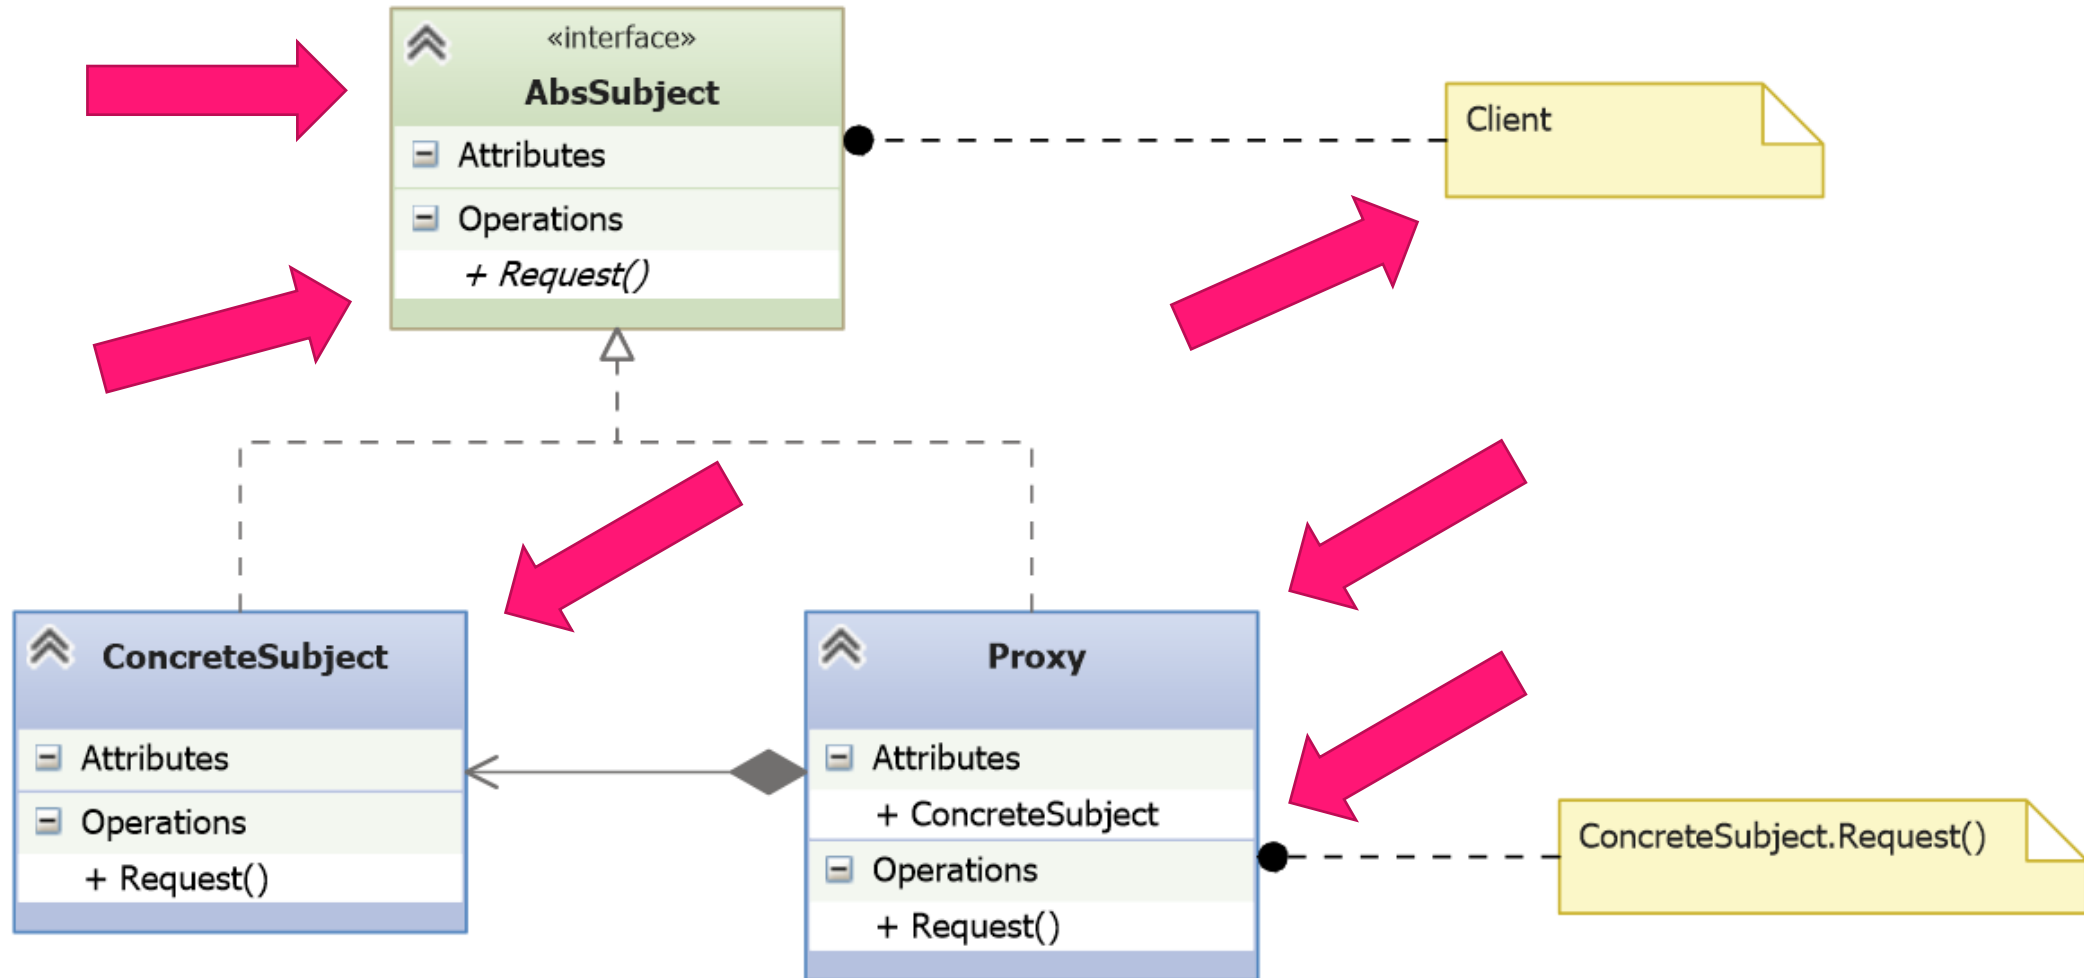 «interface»
AbsSubject
Attributes
Operations
+ Request()
Client
ConcreteSubject
Attributes
Operations
+ Request()
Proxy
Attributes
+ ConcreteSubject
Operations
+ Request()
ConcreteSubject.Request()